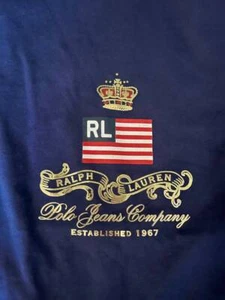 RL
RALPH LAUREN
Polo Jeans Company
ESTABLISHED 1967